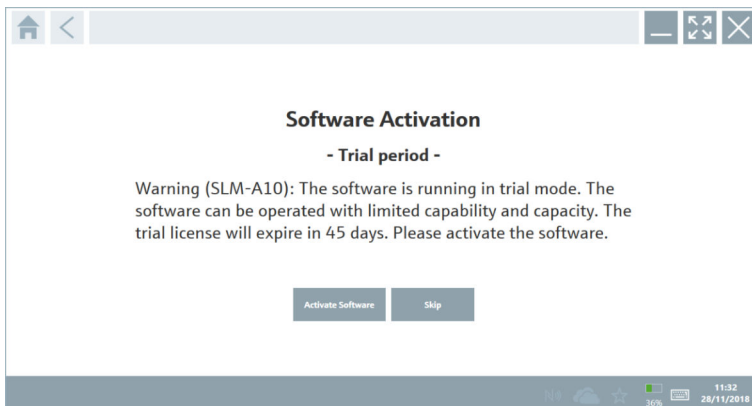 Software Activation
- Trial period -
Warning (SLM-A10): The software is running in trial mode. The
software can be operated with limited capability and capacity. The
trial license will expire in 45 days. Please activate the software.
Activate Software Skip
36% 11:32
28/11/2018